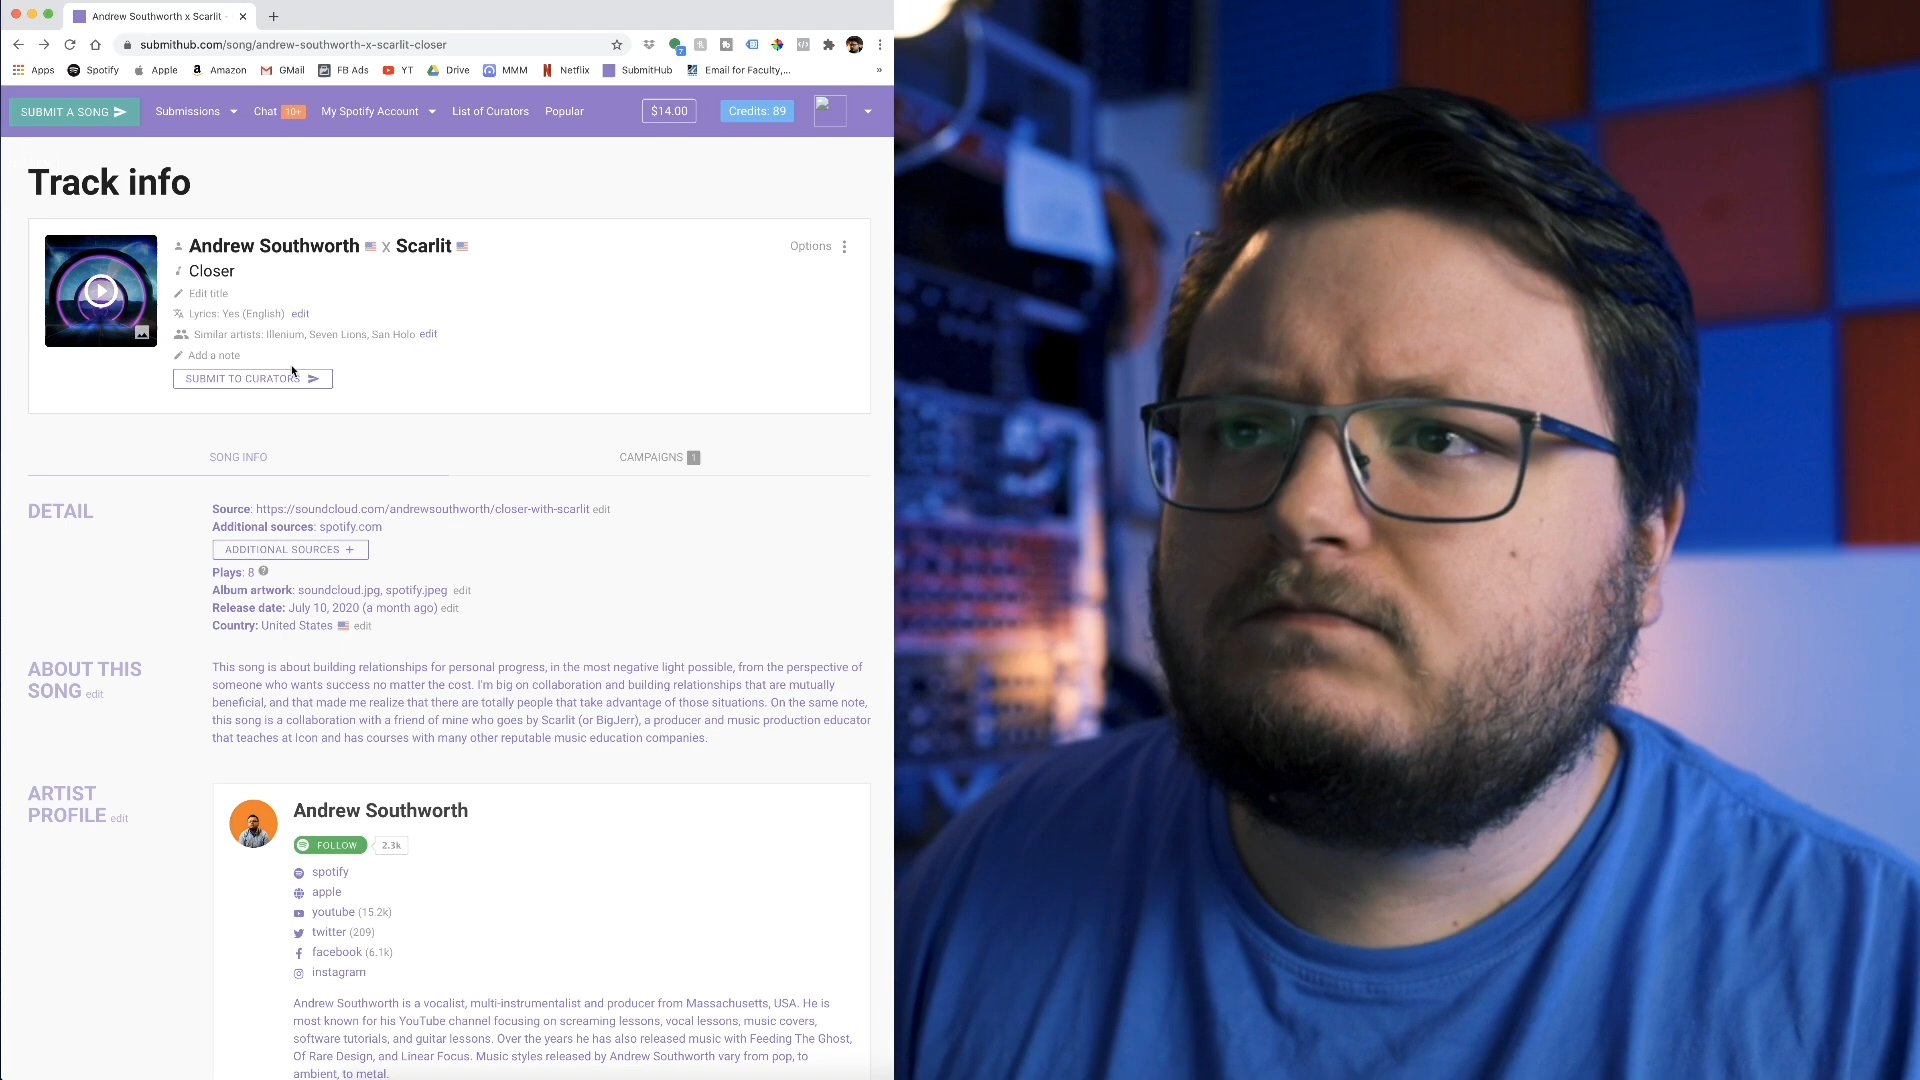 Andrew Southworth x Scarlit -
submithub.com/song/andrew-southworth-x-scarlit-closer
Apps Spotify Apple Amazon GMail FB Ads YT Drive MMM Netflix SubmitHub Email for Faculty,... »
SUBMIT A SONG Submissions Chat 10+ My Spotify Account List of Curators Popular $14.00 Credits: 89
Track info
Andrew Southworth x Scarlit Options
Closer
Edit title
Lyrics: Yes (English) edit
Similar artists: Illenium, Seven Lions, San Holo edit
Add a note
SUBMIT TO CURATORS
SONG INFO CAMPAIGNS 1
DETAIL
Source: https://soundcloud.com/andrewsouthworth/closer-with-scarlit edit
Additional sources: spotify.com
ADDITIONAL SOURCES +
Plays: 8 ?
Album artwork: soundcloud.jpg, spotify.jpeg edit
Release date: July 10, 2020 (a month ago) edit
Country: United States edit
ABOUT THIS
SONG edit
This song is about building relationships for personal progress, in the most negative light possible, from the perspective of
someone who wants success no matter the cost. I'm big on collaboration and building relationships that are mutually
beneficial, and that made me realize that there are totally people that take advantage of those situations. On the same note,
this song is a collaboration with a friend of mine who goes by Scarlit (or BigJerr), a producer and music production educator
that teaches at Icon and has courses with many other reputable music education companies.
ARTIST
PROFILE edit
Andrew Southworth
FOLLOW 2.3k
spotify
apple
youtube (15.2k)
twitter (209)
facebook (6.1k)
instagram
Andrew Southworth is a vocalist, multi-instrumentalist and producer from Massachusetts, USA. He is
most known for his YouTube channel focusing on screaming lessons, vocal lessons, music covers,
software tutorials, and guitar lessons. Over the years he has also released music with Feeding The Ghost,
Of Rare Design, and Linear Focus. Music styles released by Andrew Southworth vary from pop, to
ambient, to metal.